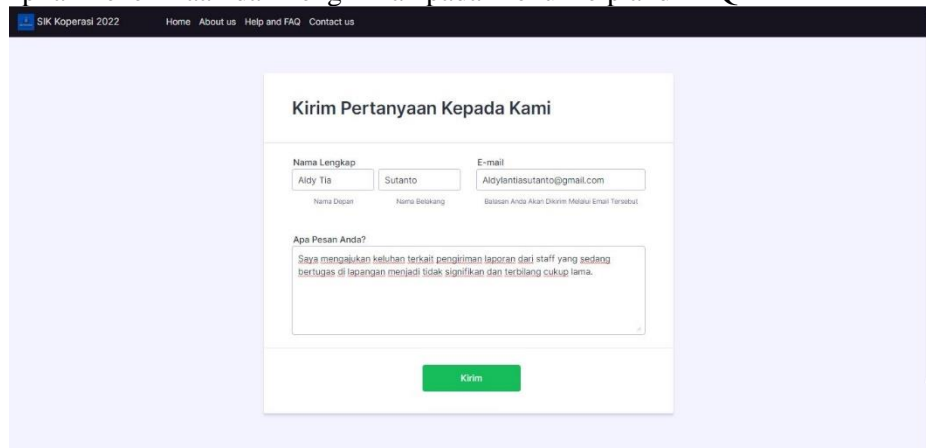 SIK Koperasi 2022 Home About us Help and FAQ Contact us
Kirim Pertanyaan Kepada Kami
Nama Lengkap E-mail
Aldy Tia Sutanto Aldylantiasutanto@gmail.com
Nama Depan Nama Belakang Balasan Anda Akan Dikirim Melalui Email Tersebut
Apa Pesan Anda?
Saya mengajukan keluhan terkait pengiriman laporan dari staff yang sedang
bertugas di lapangan menjadi tidak signifikan dan terbilang cukup lama.
Kirim